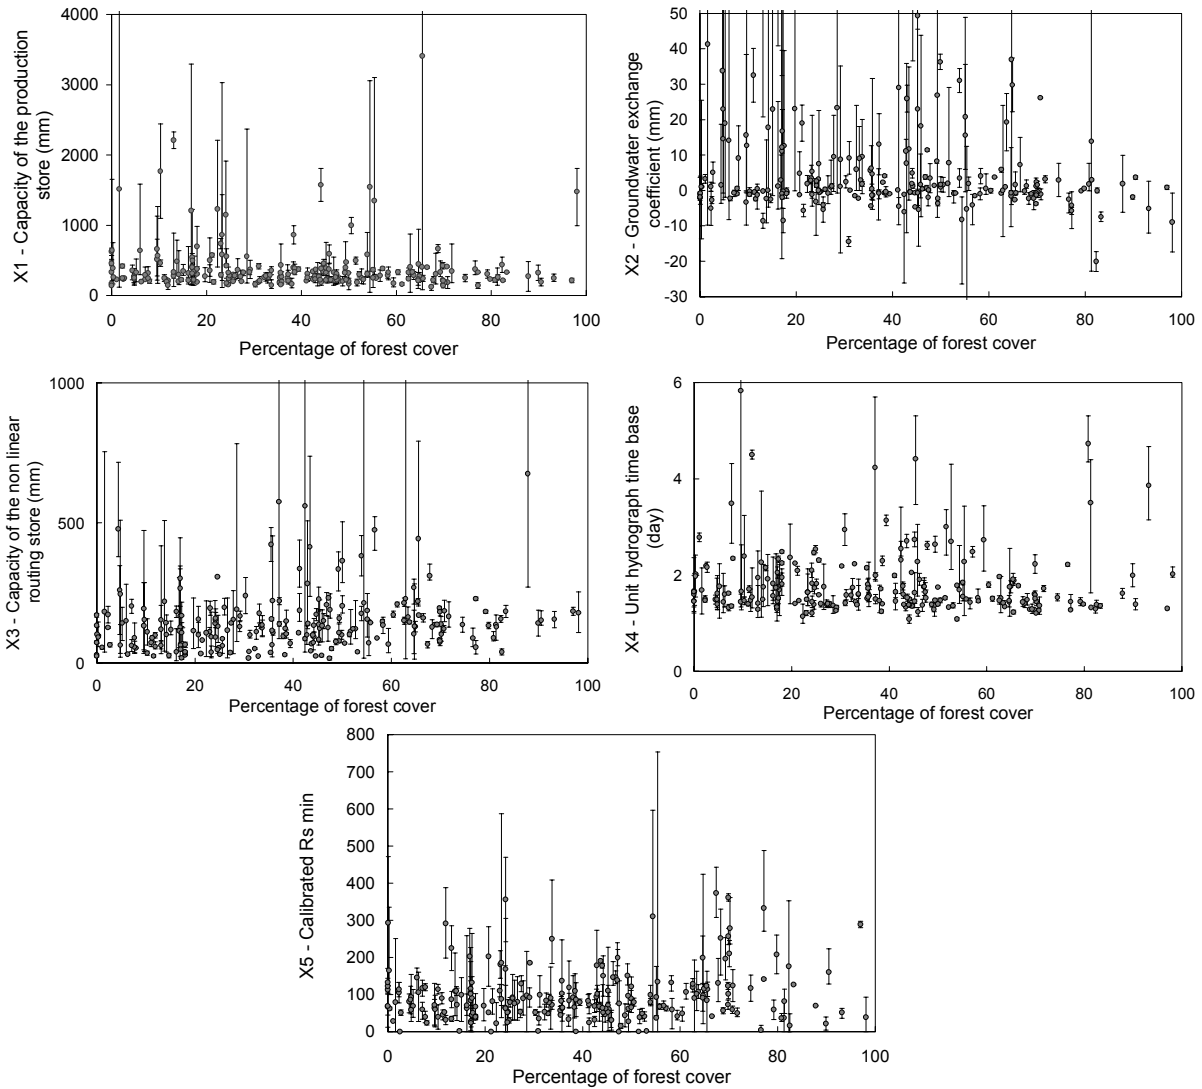 X1 - Capacity of the production
store (mm)
4000
3000
2000
1000
0
0 20 40 60 80 100
Percentage of forest cover
X2 - Groundwater exchange
coefficient (mm)
50
40
30
20
10
0
-10
-20
-30
0 20 40 60 80 100
Percentage of forest cover
X3 - Capacity of the non linear
routing store (mm)
1000
500
0
0 20 40 60 80 100
Percentage of forest cover
X4 - Unit hydrograph time base
(day)
6
4
2
0
0 20 40 60 80 100
Percentage of forest cover
X5 - Calibrated Rs min
800
700
600
500
400
300
200
100
0
0 20 40 60 80 100
Percentage of forest cover